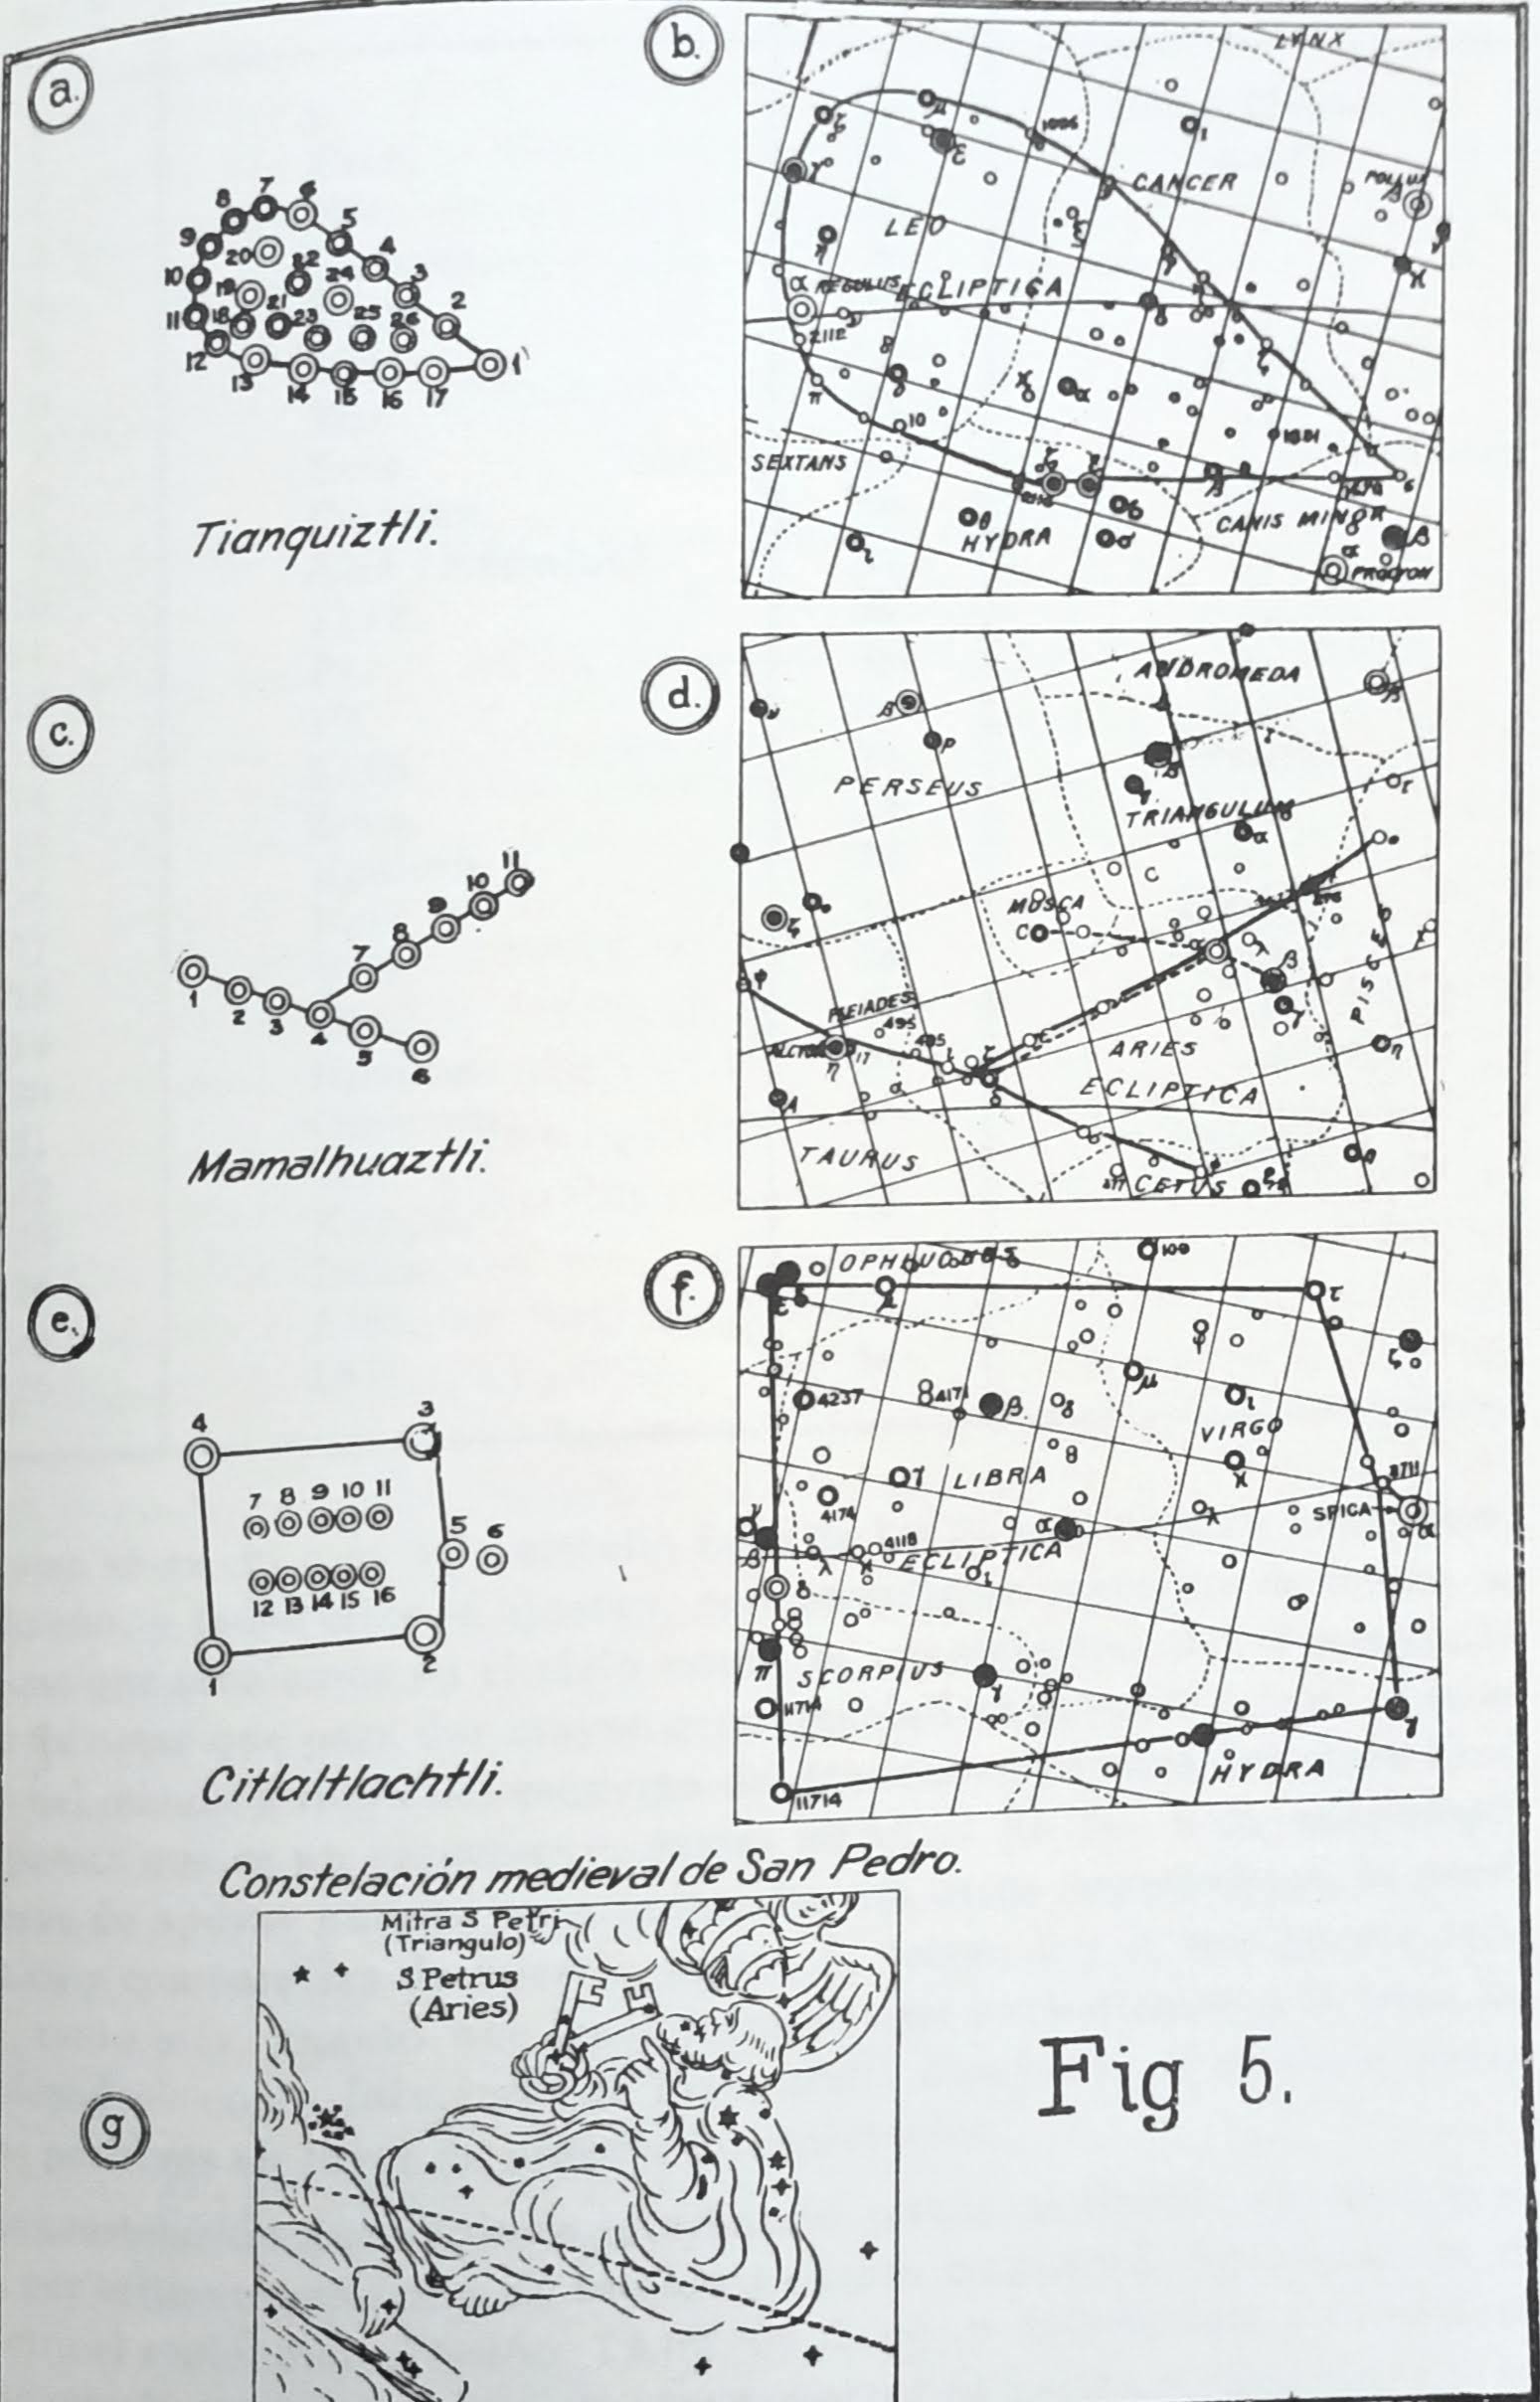 a.
7 6
8 5
9 20 22 24 4
10 19 21 3
11 18 23 25 26 2
12 1
13 14 15 16 17
Tianquiztli.
b.
LYNX
ζ μ 1006
ε ι
γ CANCER POLLUX
β
LEO
η γ κ
α REGULUS ECLIPTICA
2112
π α
10 1881
SEXTANS
ζ ε
θ δ CANIS MINOR
HYDRA σ β
ι α
PROCYON
c.
11
10
9
8
7
1 2 3 4 5 6
Mamalhuaztli.
d.
ANDROMEDA
ν β β
ρ β
PERSEUS
γ τ
TRIANGULUM
α
MUSCA
ζ C λ β
γ
φ PISCES
PLEIADES
495
17 η ARIES η
A ECLIPTICA
TAURUS
CETUS
e.
4 3
7 8 9 10 11
5 6
12 13 14 15 16
1 2
Citlaltlachtli.
f.
OPHIUCHUS 109
ε λ τ
φ ζ
μ
4237 4171 β δ ι
VIRGO
γ LIBRA κ
4174 SPICA α
ν α λ
β λ κ 4118 ECLIPTICA
ι
δ
π SCORPIUS γ
γ
HYDRA
11714
Constelación medieval de San Pedro.
Mitra S Petri
(Triangulo)
S. Petrus
(Aries)
g
Fig 5.